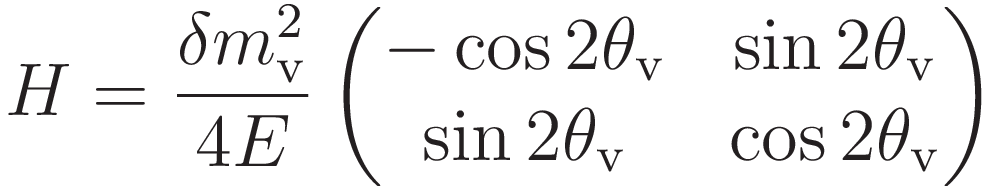 H = \frac{\delta m_{\mathrm{v}}^2}{4E} \begin{pmatrix} -\cos 2\theta_{\mathrm{v}} & \sin 2\theta_{\mathrm{v}} \\ \sin 2\theta_{\mathrm{v}} & \cos 2\theta_{\mathrm{v}} \end{pmatrix}